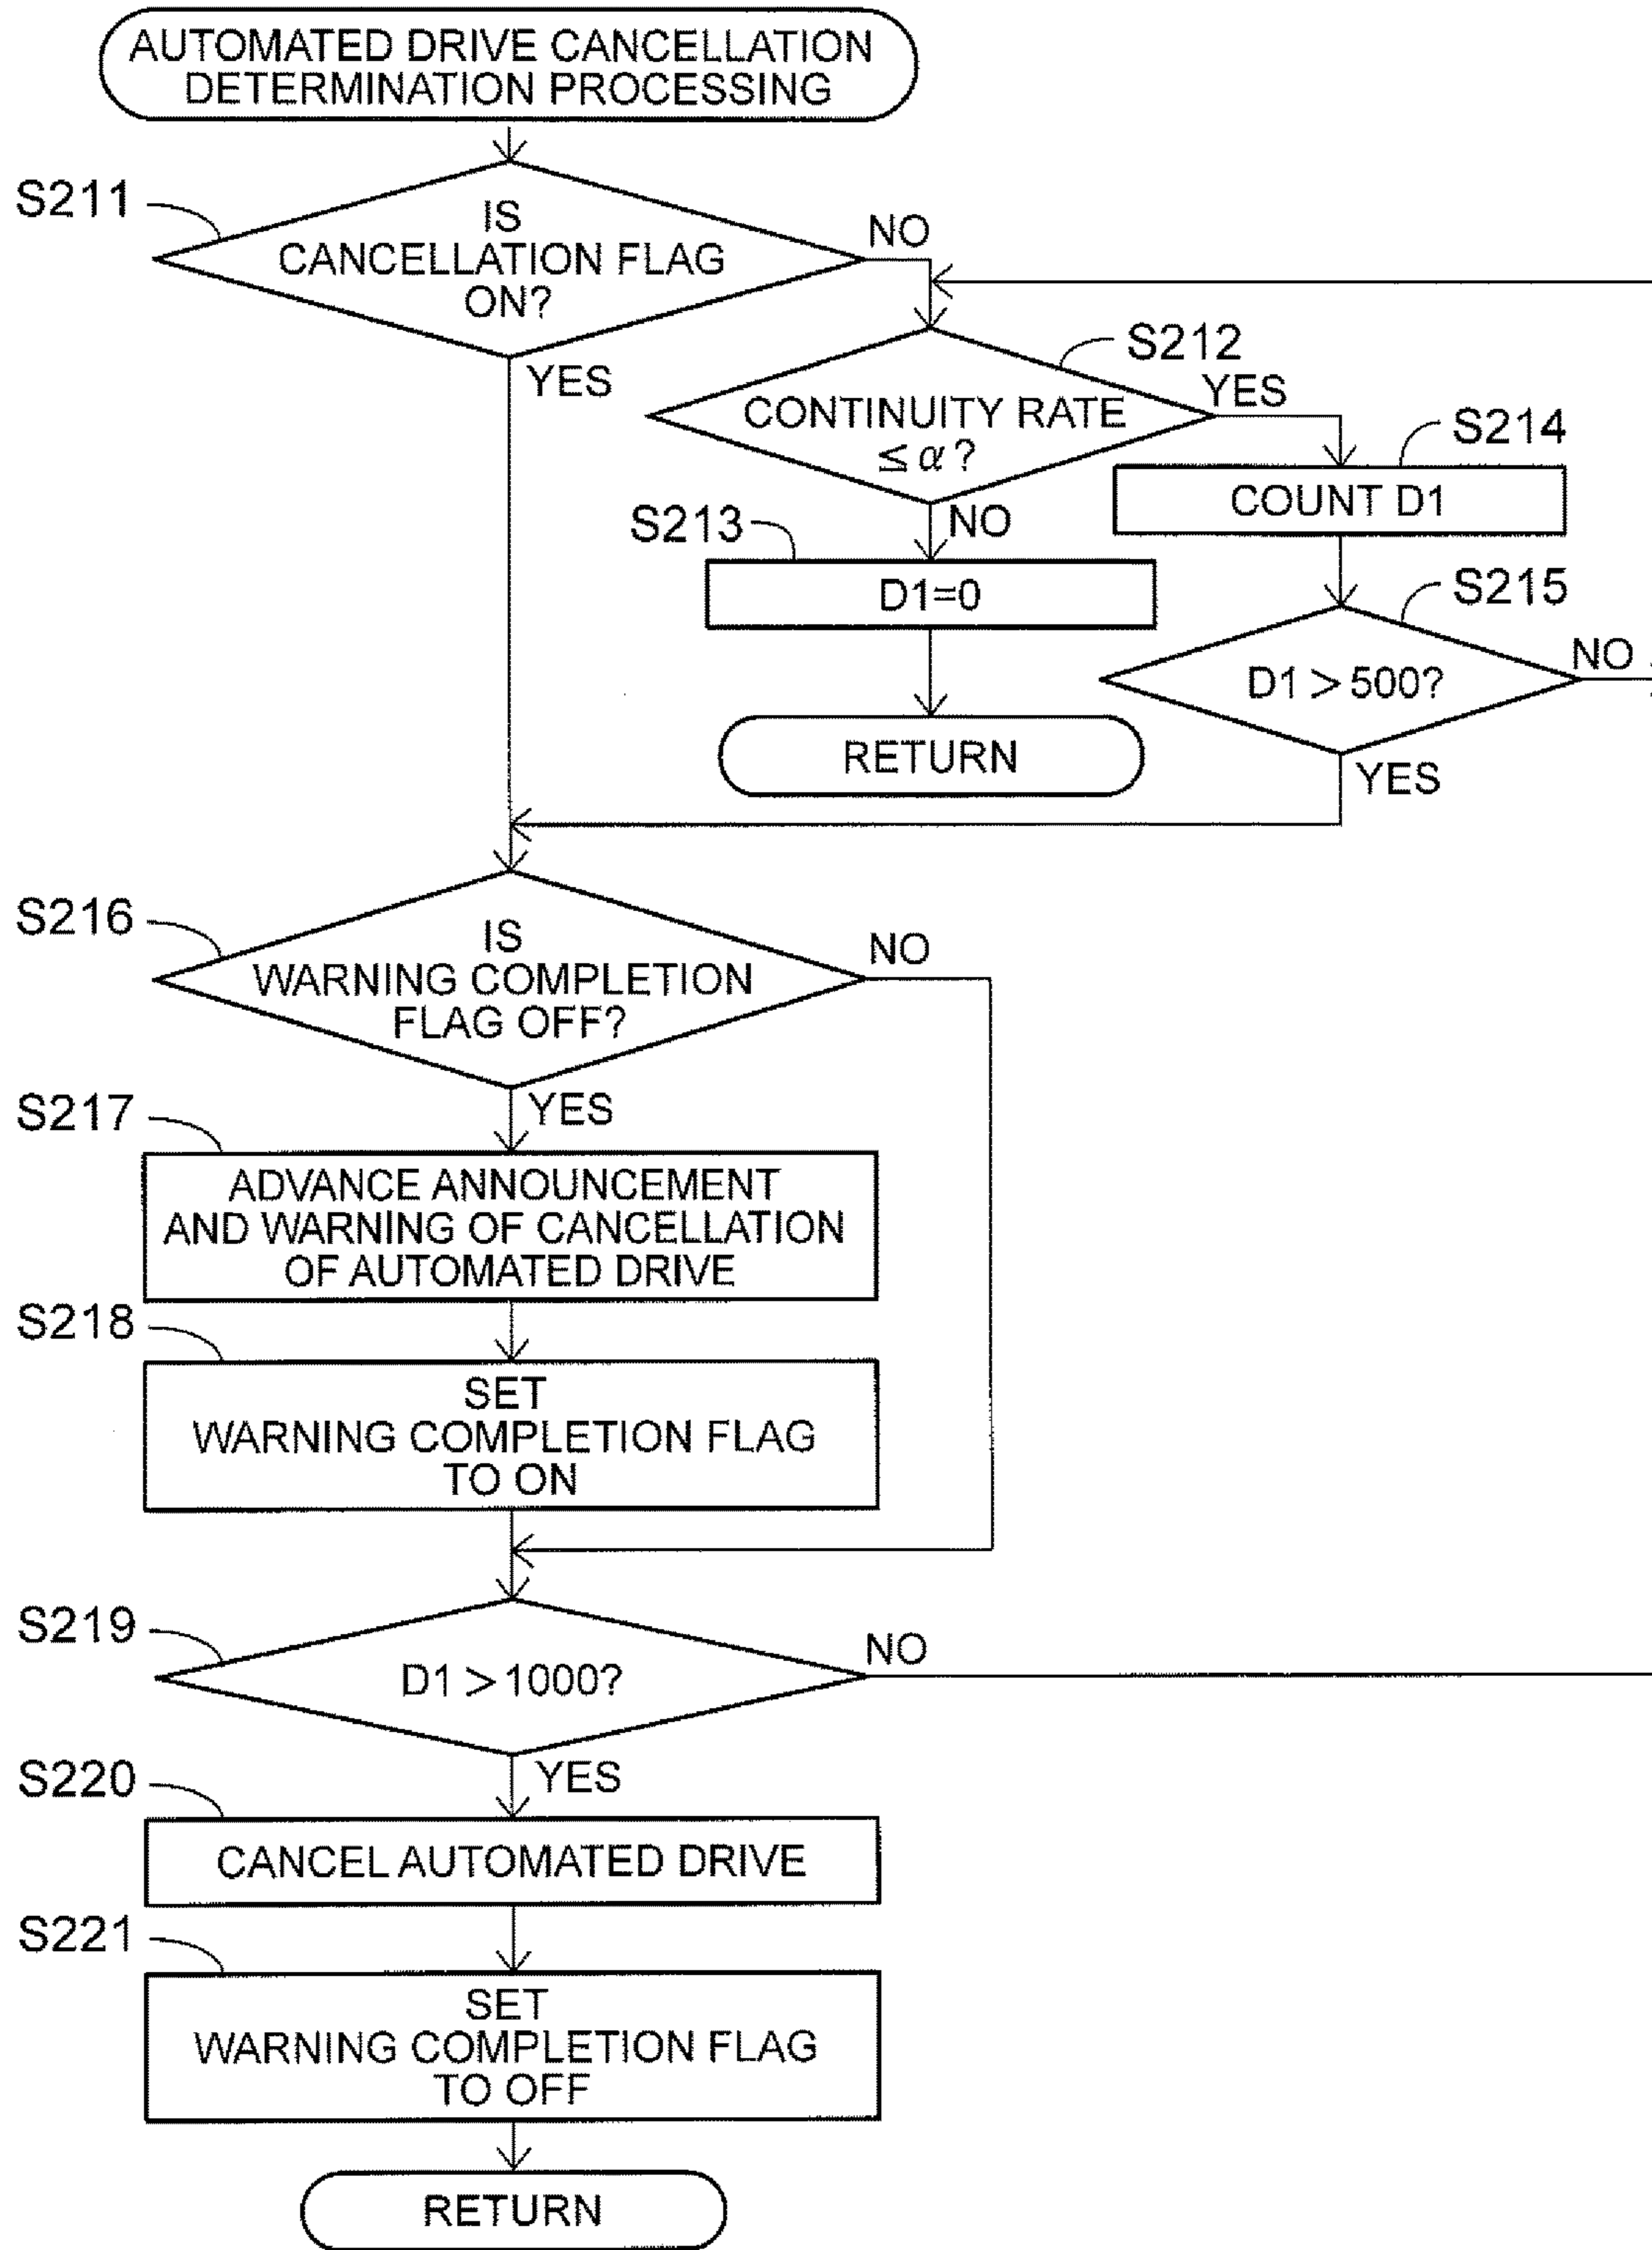 AUTOMATED DRIVE CANCELLATION
DETERMINATION PROCESSING
S211
IS
CANCELLATION FLAG
ON?
NO
YES
S212
CONTINUITY RATE
≤ α ?
YES
NO
S213
D1=0
RETURN
S214
COUNT D1
S215
D1 > 500?
NO
YES
S216
IS
WARNING COMPLETION
FLAG OFF?
NO
YES
S217
ADVANCE ANNOUNCEMENT
AND WARNING OF CANCELLATION
OF AUTOMATED DRIVE
S218
SET
WARNING COMPLETION FLAG
TO ON
S219
D1 > 1000?
NO
YES
S220
CANCEL AUTOMATED DRIVE
S221
SET
WARNING COMPLETION FLAG
TO OFF
RETURN